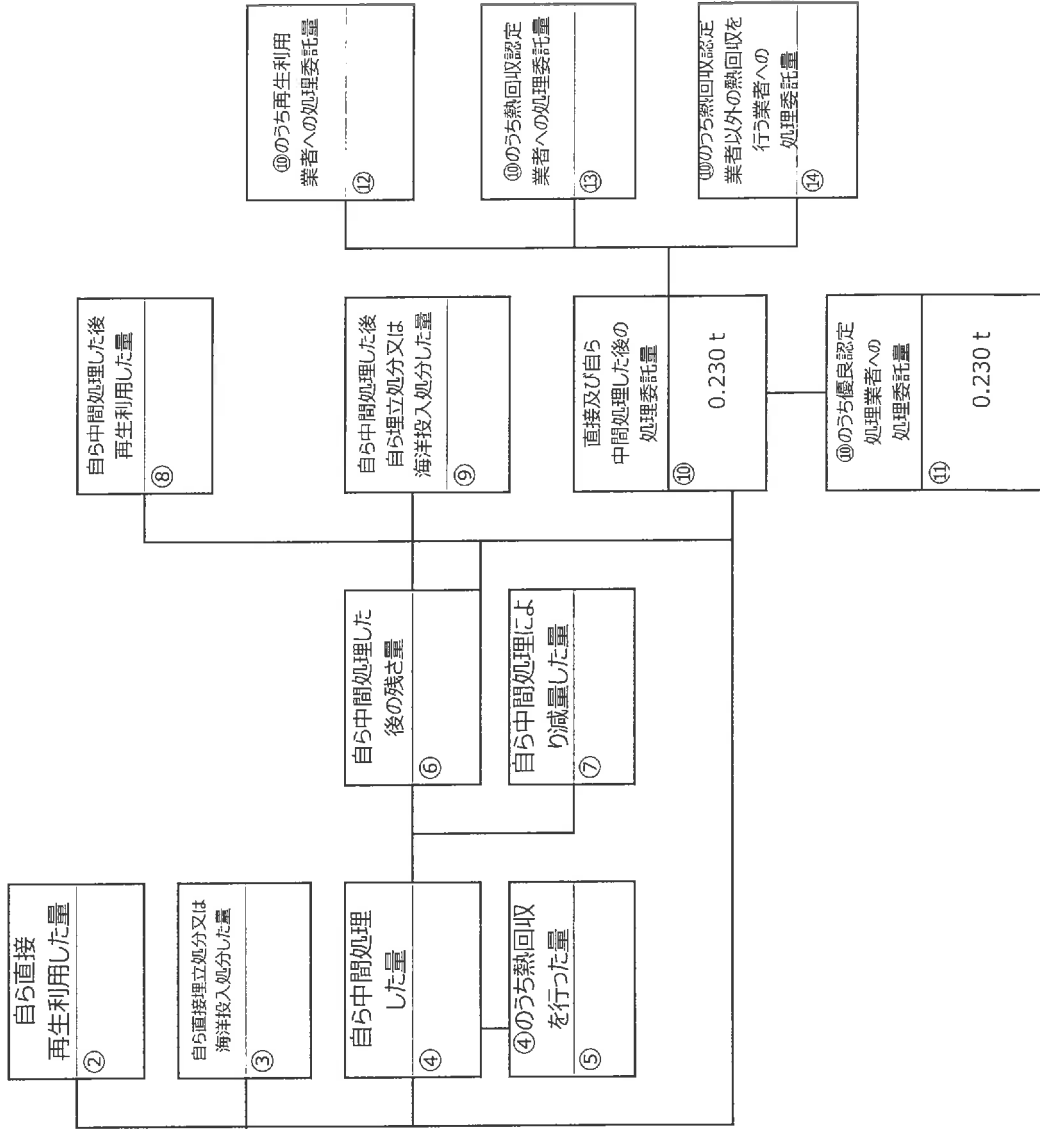 自ら直接
再生利用した量
②
自ら直接埋立処分又は
海洋投入処分した量
③
自ら中間処理
した量
④
④のうち熱回収
を行った量
⑤
自ら中間処理した
後の残さ量
⑥
自ら中間処理によ
り減量した量
⑦
自ら中間処理した後
再生利用した量
⑧
自ら中間処理した後
自ら埋立処分又は
海洋投入処分した量
⑨
直接及び自ら
中間処理した後の
処理委託量
⑩
0.230 t
⑩のうち優良認定
処理業者への
処理委託量
⑪
0.230 t
⑩のうち再生利用
業者への処理委託量
⑫
⑩のうち熱回収認定
業者への処理委託量
⑬
⑩のうち熱回収認定
業者以外の熱回収を
行う業者への
処理委託量
⑭